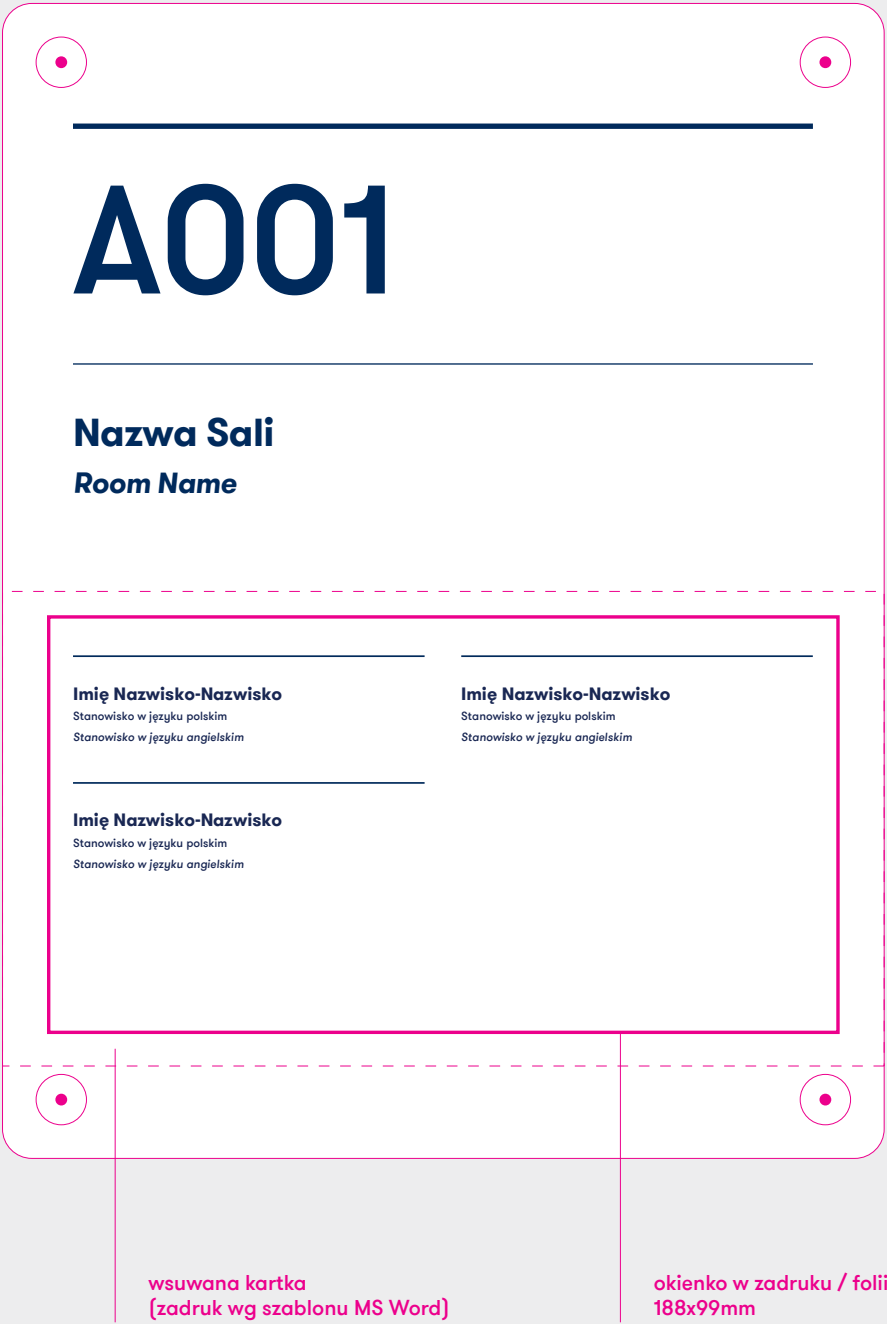 A001
Nazwa Sali
Room Name
Imię Nazwisko-Nazwisko
Stanowisko w języku polskim
Stanowisko w języku angielskim
Imię Nazwisko-Nazwisko
Stanowisko w języku polskim
Stanowisko w języku angielskim
Imię Nazwisko-Nazwisko
Stanowisko w języku polskim
Stanowisko w języku angielskim
wsuwana kartka
(zadruk wg szablonu MS Word)
okienko w zadruku / folii
188x99mm